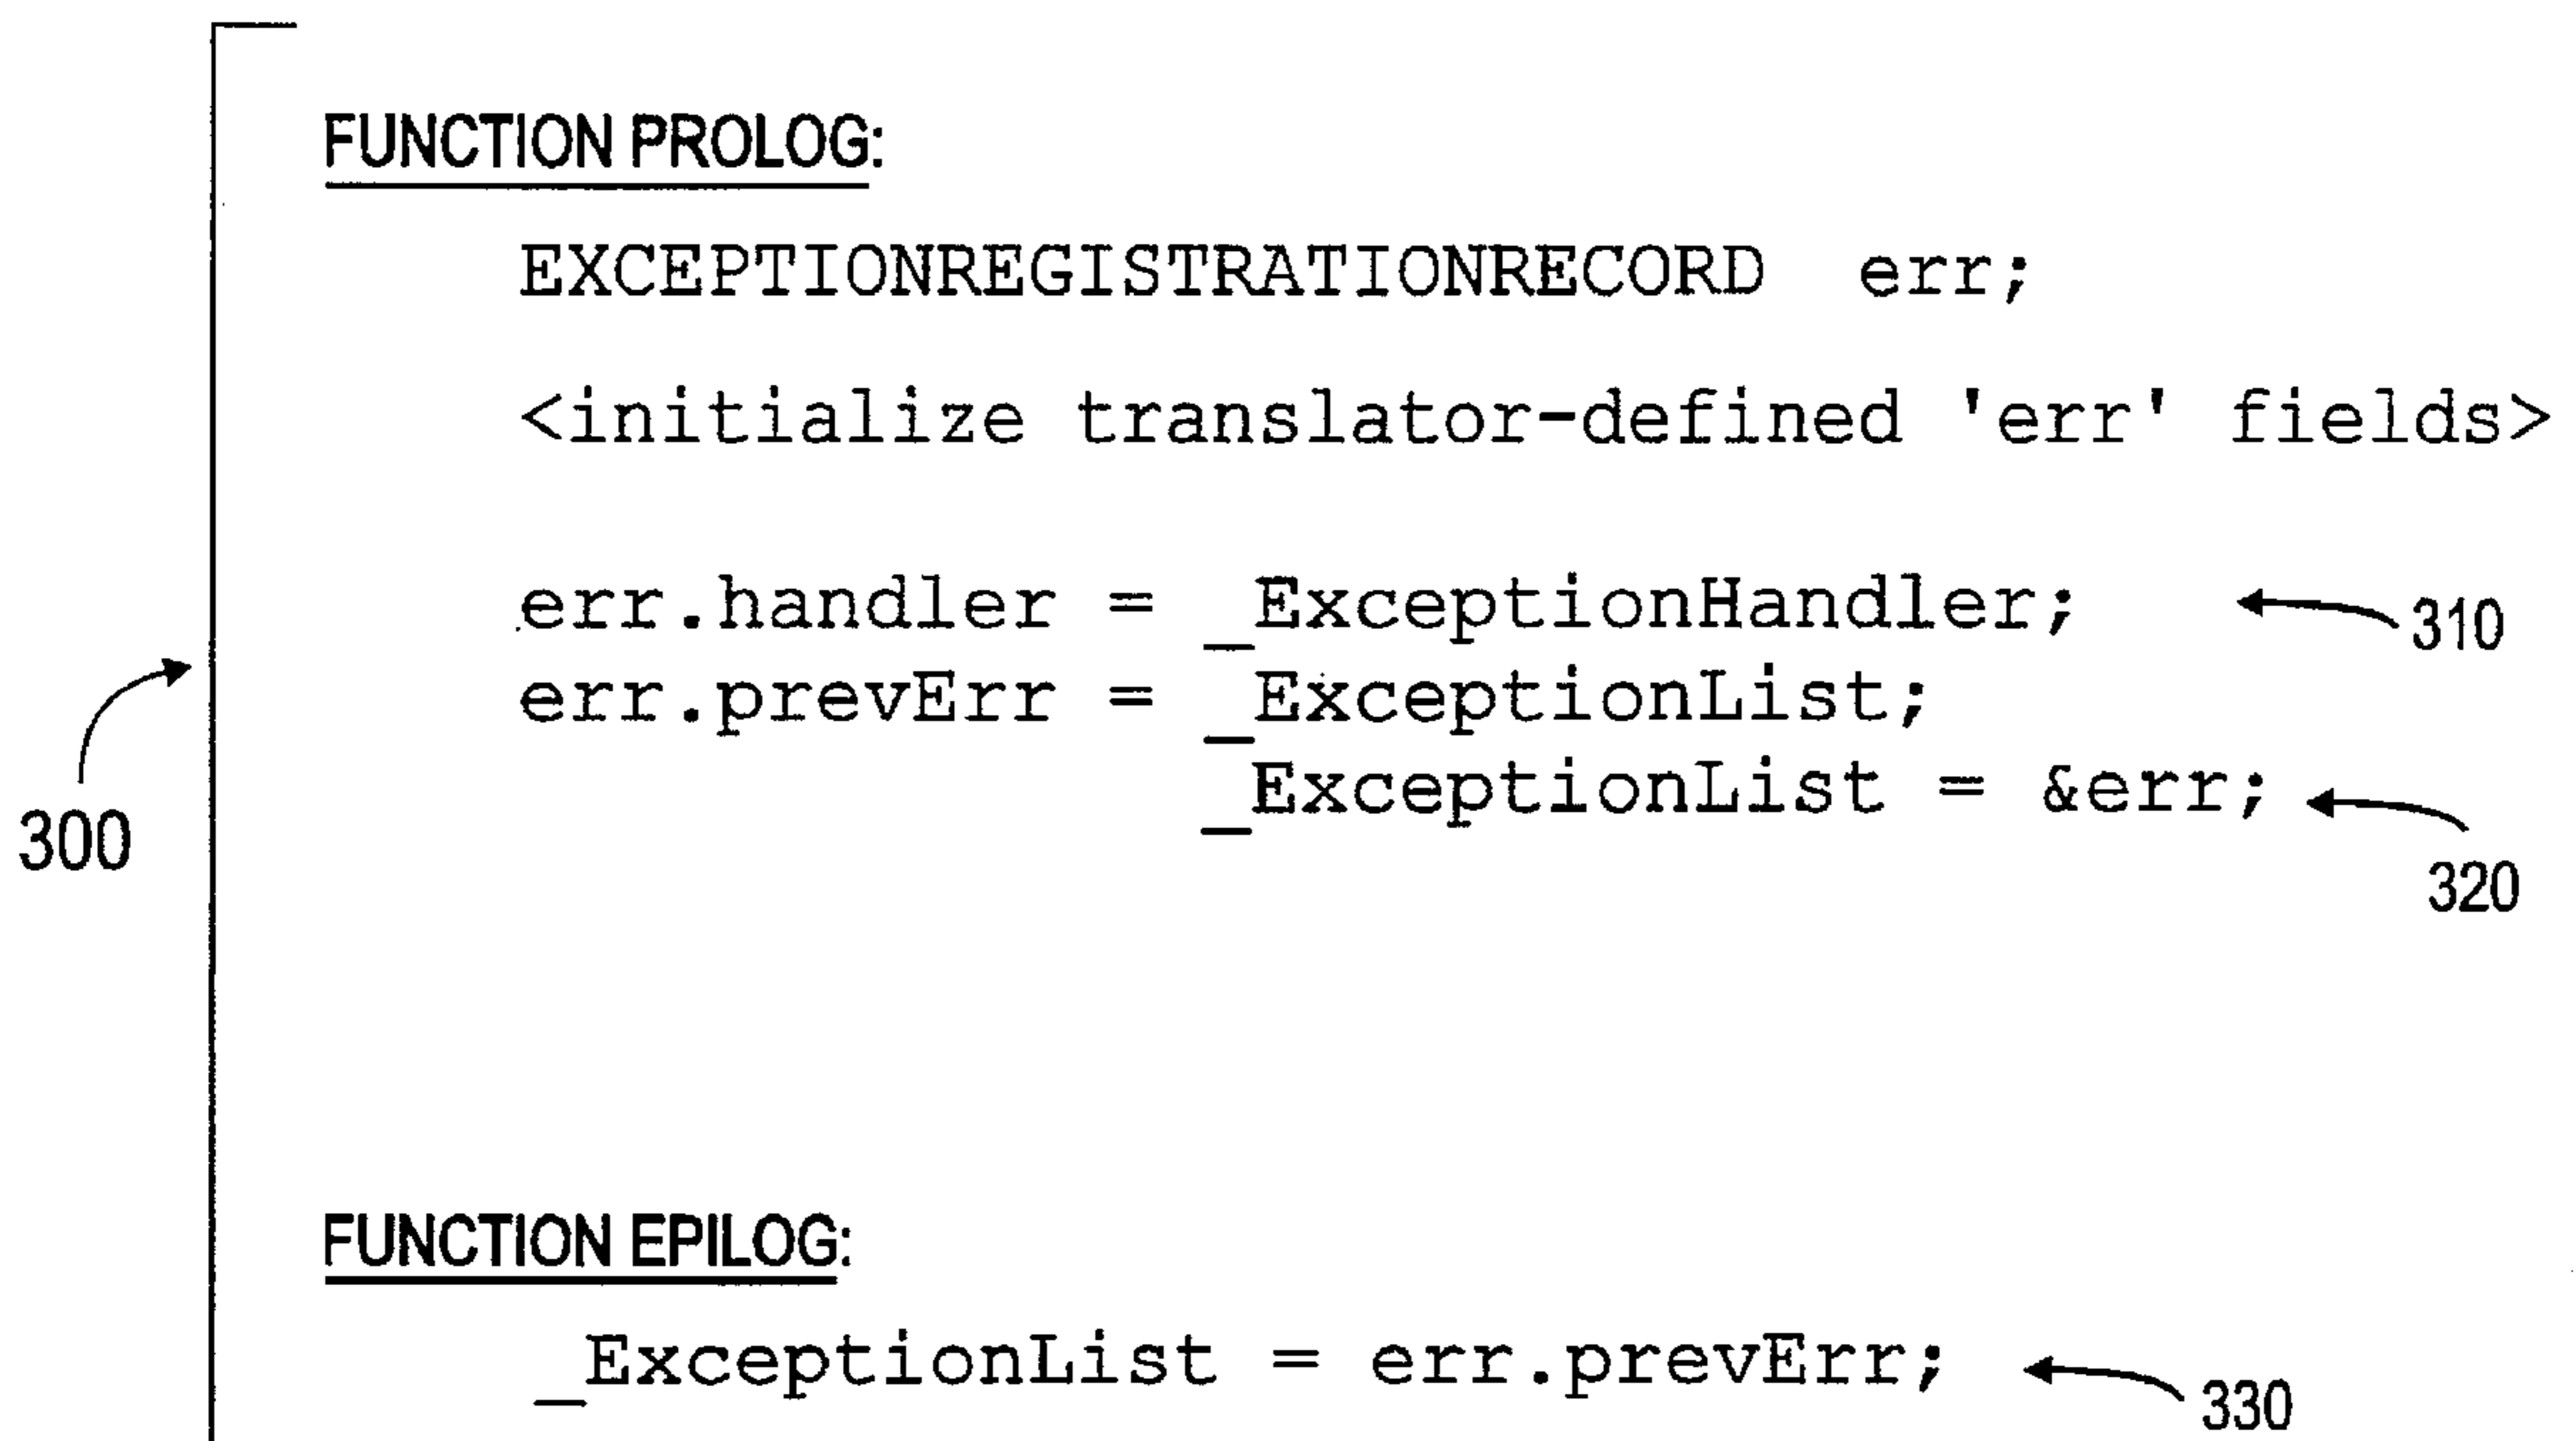 FUNCTION PROLOG:
EXCEPTIONREGISTRATIONRECORD err;
<initialize translator-defined 'err' fields>
err.handler = _ExceptionHandler; 310
err.prevErr = _ExceptionList;
_ExceptionList = &err;
300
320
FUNCTION EPILOG:
_ExceptionList = err.prevErr;
330